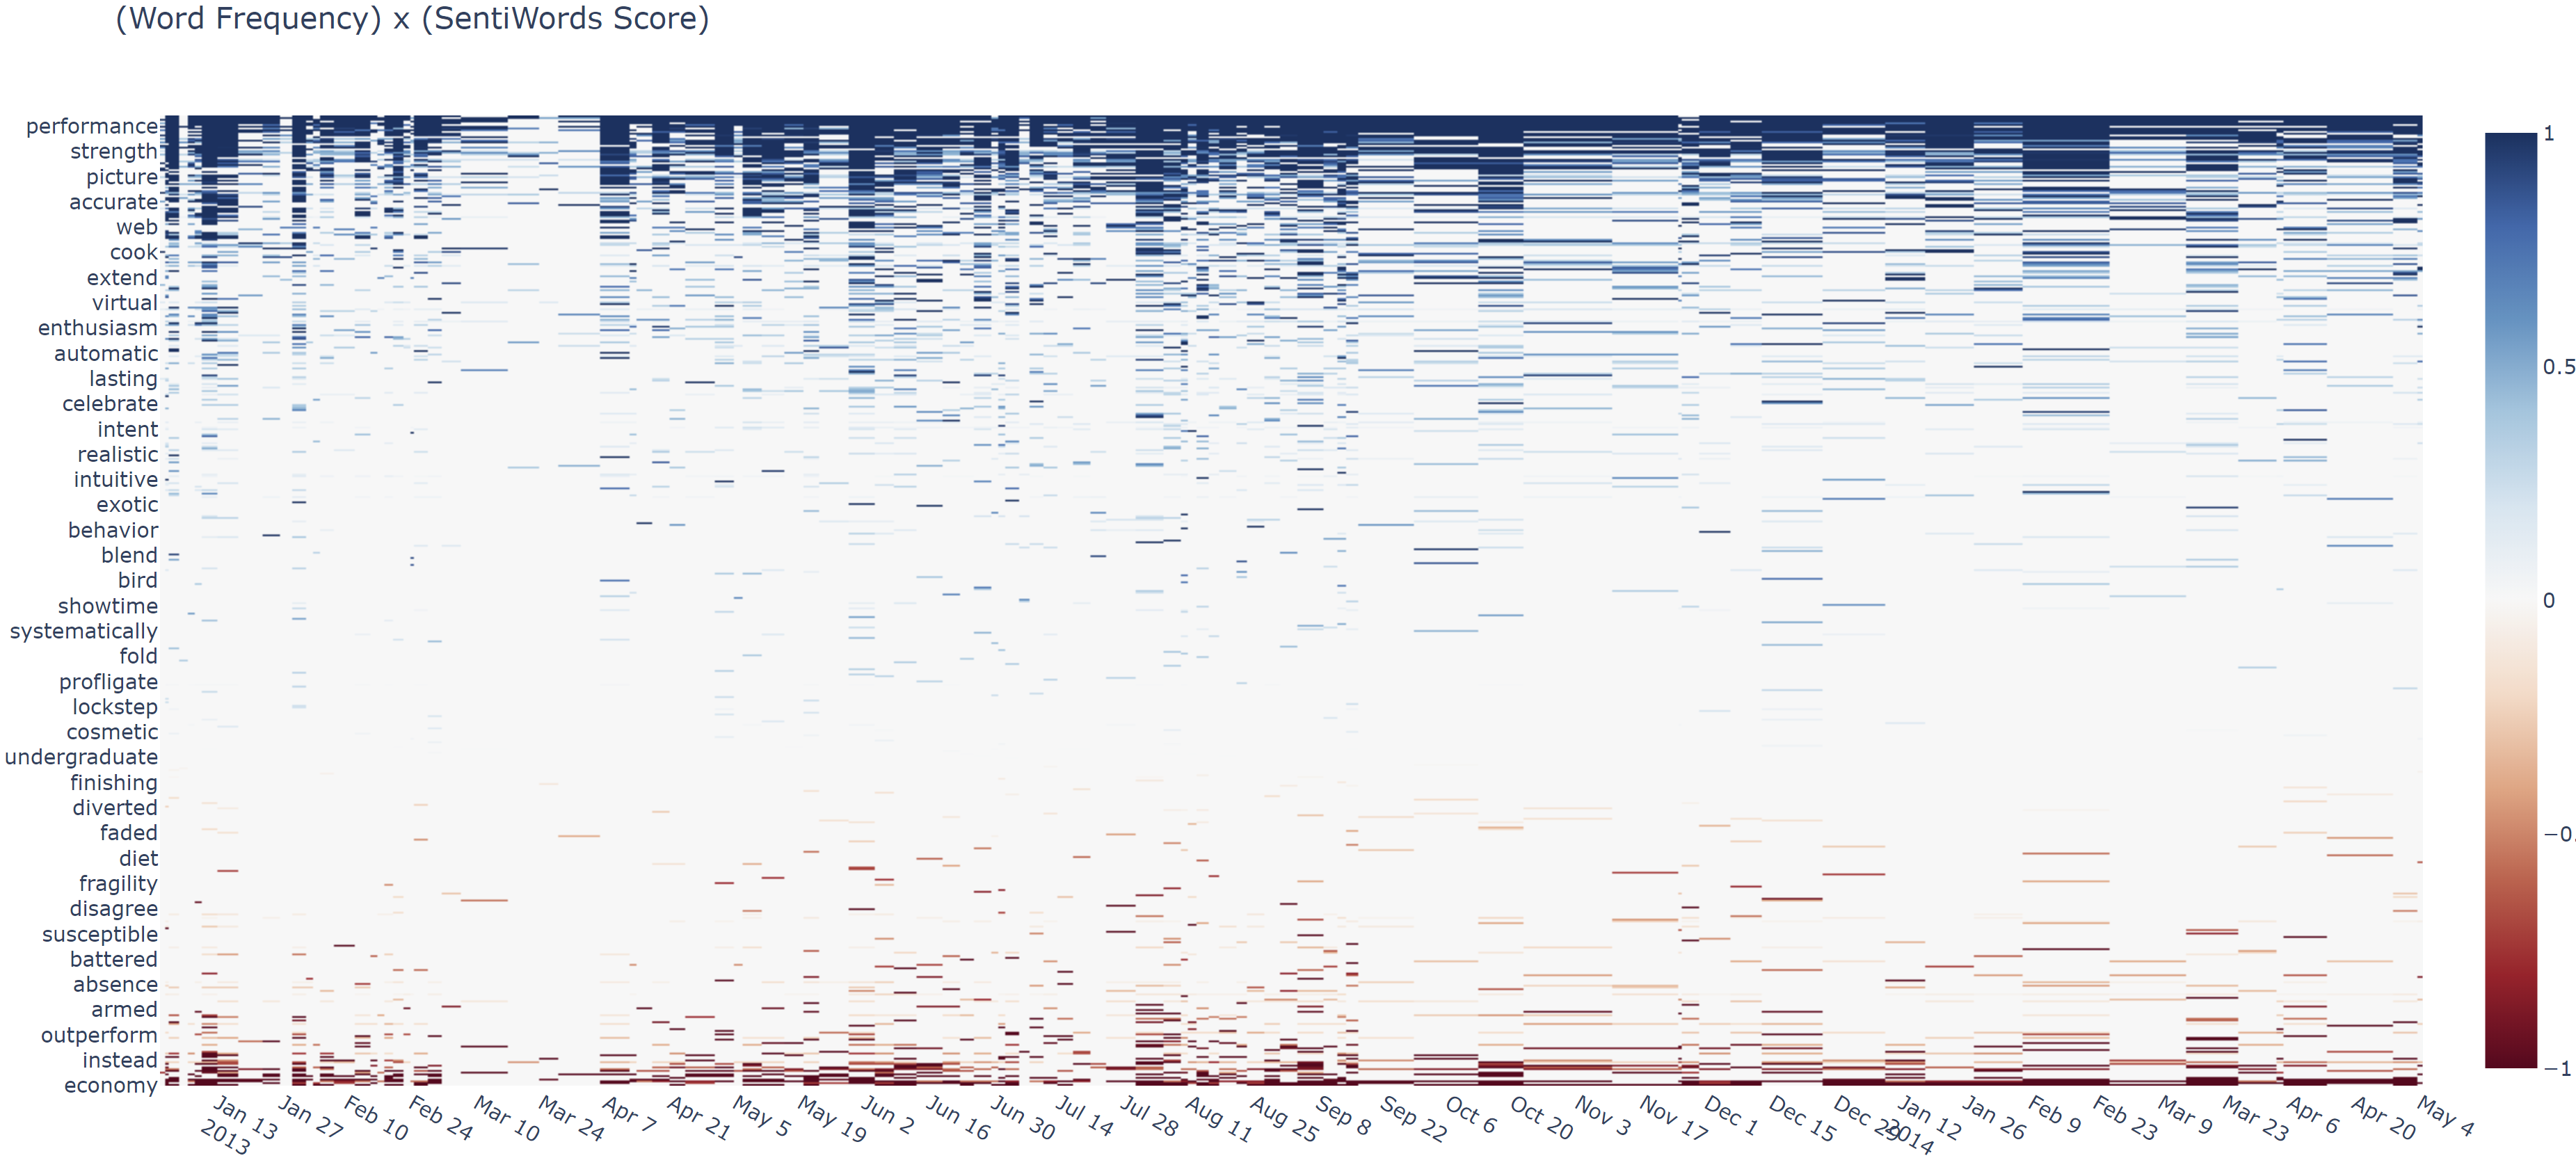 (Word Frequency) x (SentiWords Score)
performance
strength
picture
accurate
web
cook
extend
virtual
enthusiasm
automatic
lasting
celebrate
intent
realistic
intuitive
exotic
behavior
blend
bird
showtime
systematically
fold
profligate
lockstep
cosmetic
undergraduate
finishing
diverted
faded
diet
fragility
disagree
susceptible
battered
absence
armed
outperform
instead
economy
1
0.5
0
−0.
−1
Jan 13
2013
Jan 27
Feb 10
Feb 24
Mar 10
Mar 24
Apr 7
Apr 21
May 5
May 19
Jun 2
Jun 16
Jun 30
Jul 14
Jul 28
Aug 11
Aug 25
Sep 8
Sep 22
Oct 6
Oct 20
Nov 3
Nov 17
Dec 1
Dec 15
Dec 29
Jan 12
2014
Jan 26
Feb 9
Feb 23
Mar 9
Mar 23
Apr 6
Apr 20
May 4